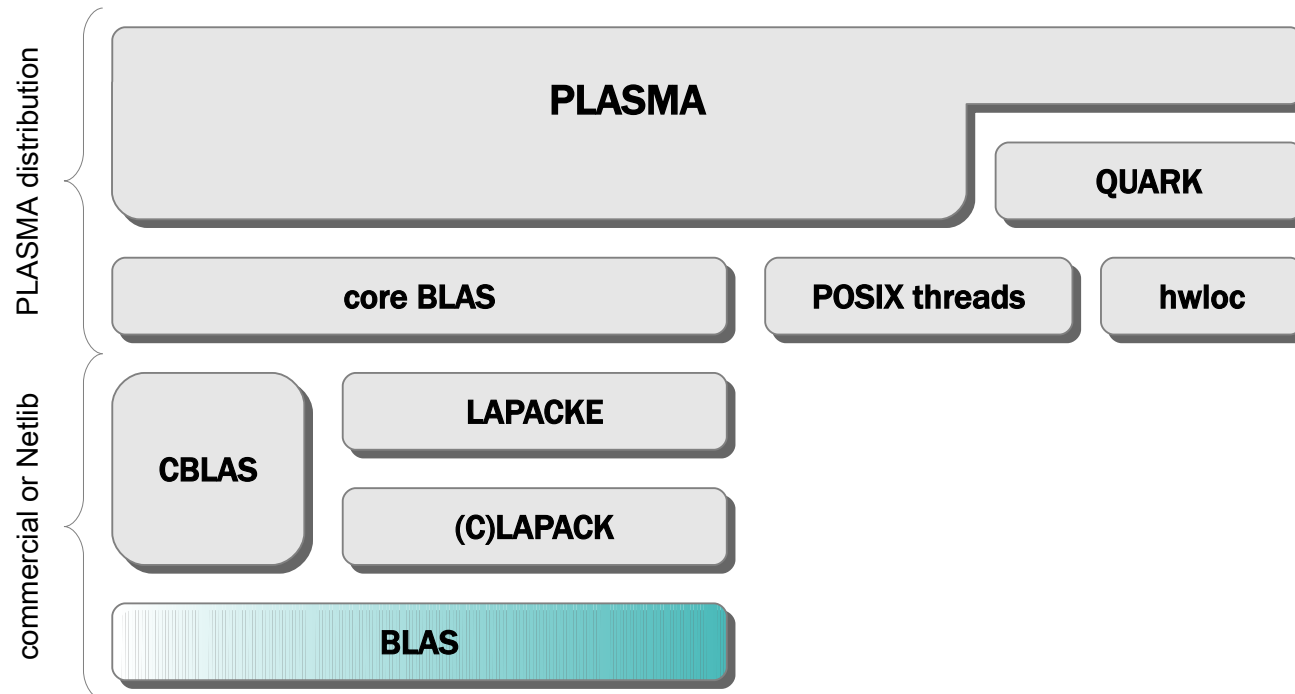 PLASMA distribution
PLASMA
QUARK
core BLAS
POSIX threads
hwloc
commercial or Netlib
CBLAS
LAPACKE
(C)LAPACK
BLAS